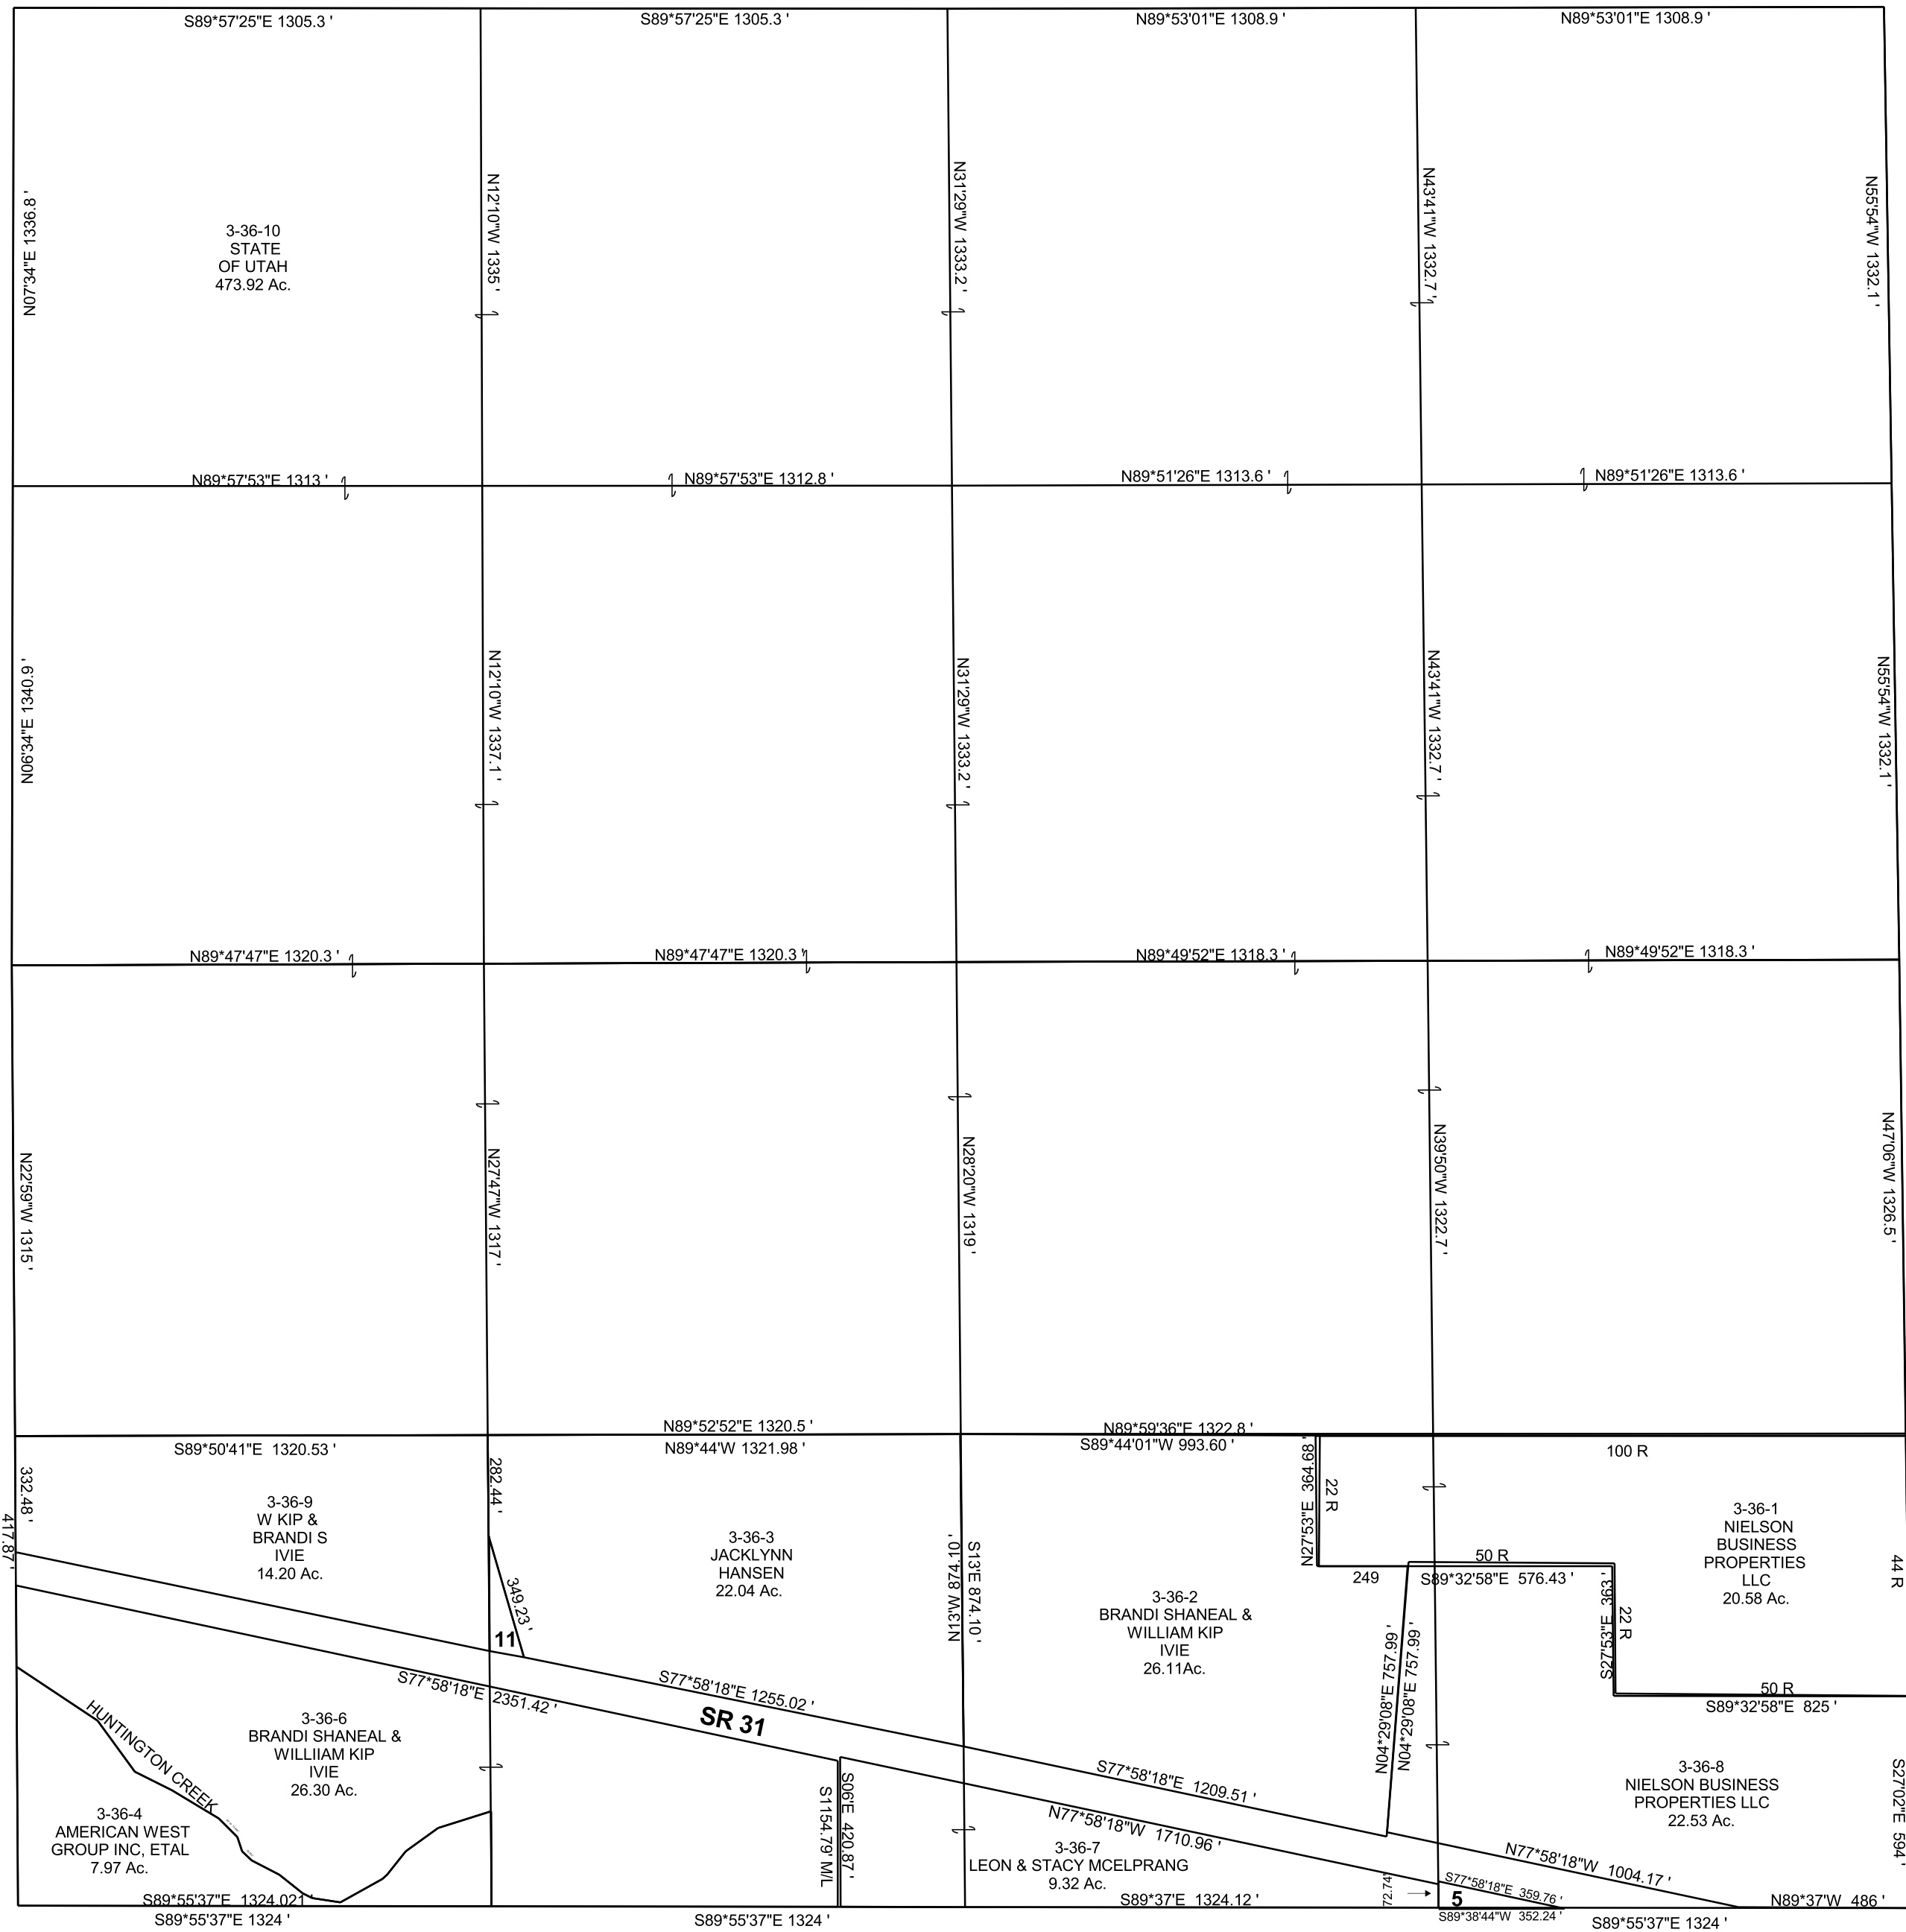 S89*57'25"E 1305.3 '
S89*57'25"E 1305.3 '
N89*53'01"E 1308.9 '
N89*53'01"E 1308.9 '
N07'34"E 1336.8 '
3-36-10
STATE
OF UTAH
473.92 Ac.
N12'10"W 1335 '
N31'29"W 1333.2 '
N43'41"W 1332.7 '
N55'54"W 1332.1 '
N89*57'53"E 1313 '
N89*57'53"E 1312.8 '
N89*51'26"E 1313.6 '
N89*51'26"E 1313.6 '
N06'34"E 1340.9 '
N12'10"W 1337.1 '
N31'29"W 1333.2 '
N43'41"W 1332.7 '
N55'54"W 1332.1 '
N89*47'47"E 1320.3 '
N89*47'47"E 1320.3 '
N89*49'52"E 1318.3 '
N89*49'52"E 1318.3 '
N22'59"W 1315 '
N27'47"W 1317 '
N28'20"W 1319 '
N39'50"W 1322.7 '
N47'06"W 1326.5 '
N89*52'52"E 1320.5 '
N89*59'36"E 1322.8 '
S89*50'41"E 1320.53 '
N89*44'W 1321.98 '
S89*44'01"W 993.60 '
100 R
332.48 '
417.87 '
3-36-9
W KIP &
BRANDI S
IVIE
14.20 Ac.
282.44 '
349.23 '
11
3-36-3
JACKLYNN
HANSEN
22.04 Ac.
N13'W 874.10 '
S13'E 874.10 '
3-36-2
BRANDI SHANEAL &
WILLIAM KIP
IVIE
26.11Ac.
N27'53"E 364.68 '
22 R
249
50 R
S89*32'58"E 576.43 '
S27'53"E 363 '
22 R
3-36-1
NIELSON
BUSINESS
PROPERTIES
LLC
20.58 Ac.
44 R
50 R
S89*32'58"E 825 '
N04*29'08"E 757.99 '
N04*29'08"E 757.99 '
S77*58'18"E 2351.42 '
S77*58'18"E 1255.02 '
SR 31
S77*58'18"E 1209.51 '
N77*58'18"W 1710.96 '
N77*58'18"W 1004.17 '
HUNTINGTON CREEK
3-36-6
BRANDI SHANEAL &
WILLIIAM KIP
IVIE
26.30 Ac.
3-36-4
AMERICAN WEST
GROUP INC, ETAL
7.97 Ac.
S1154.79' M/L
S06'E 420.87 '
3-36-7
LEON & STACY MCELPRANG
9.32 Ac.
72.74'
3-36-8
NIELSON BUSINESS
PROPERTIES LLC
22.53 Ac.
S27'02"E 594 '
S77*58'18"E 359.76 '
5
S89*55'37"E 1324.021 '
S89*37'E 1324.12 '
N89*37'W 486 '
S89*55'37"E 1324 '
S89*55'37"E 1324 '
S89*38'44"W 352.24 '
S89*55'37"E 1324 '